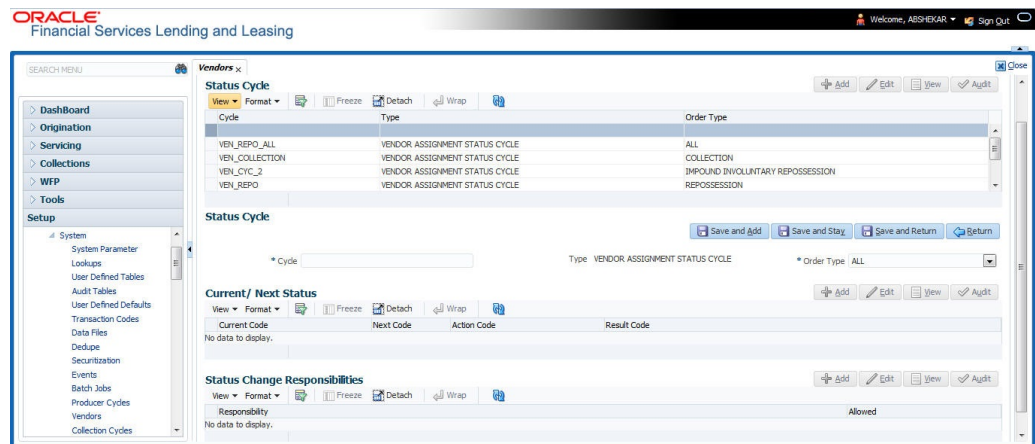 ORACLE
Financial Services Lending and Leasing
Welcome, ABSHEKAR
Sign Out
SEARCH MENU
DashBoard
Origination
Servicing
Collections
WFP
Tools
Setup
System
System Parameter
Lookups
User Defined Tables
Audit Tables
User Defined Defaults
Transaction Codes
Data Files
Dedupe
Securitization
Events
Batch Jobs
Producer Cycles
Vendors
Collection Cycles
Vendors x
Close
Status Cycle
Add Edit View Audit
View Format Freeze Detach Wrap
Cycle Type Order Type
VEN_REPO_ALL VENDOR ASSIGNMENT STATUS CYCLE ALL
VEN_COLLECTION VENDOR ASSIGNMENT STATUS CYCLE COLLECTION
VEN_CYC_2 VENDOR ASSIGNMENT STATUS CYCLE IMPOUND INVOLUNTARY REPOSSESSION
VEN_REPO VENDOR ASSIGNMENT STATUS CYCLE REPOSSESSION
Status Cycle
Save and Add Save and Stay Save and Return Return
* Cycle Type VENDOR ASSIGNMENT STATUS CYCLE * Order Type ALL
Current/ Next Status
Add Edit View Audit
View Format Freeze Detach Wrap
Current Code Next Code Action Code Result Code
No data to display.
Status Change Responsibilities
Add Edit View Audit
View Format Freeze Detach Wrap
Responsibility Allowed
No data to display.